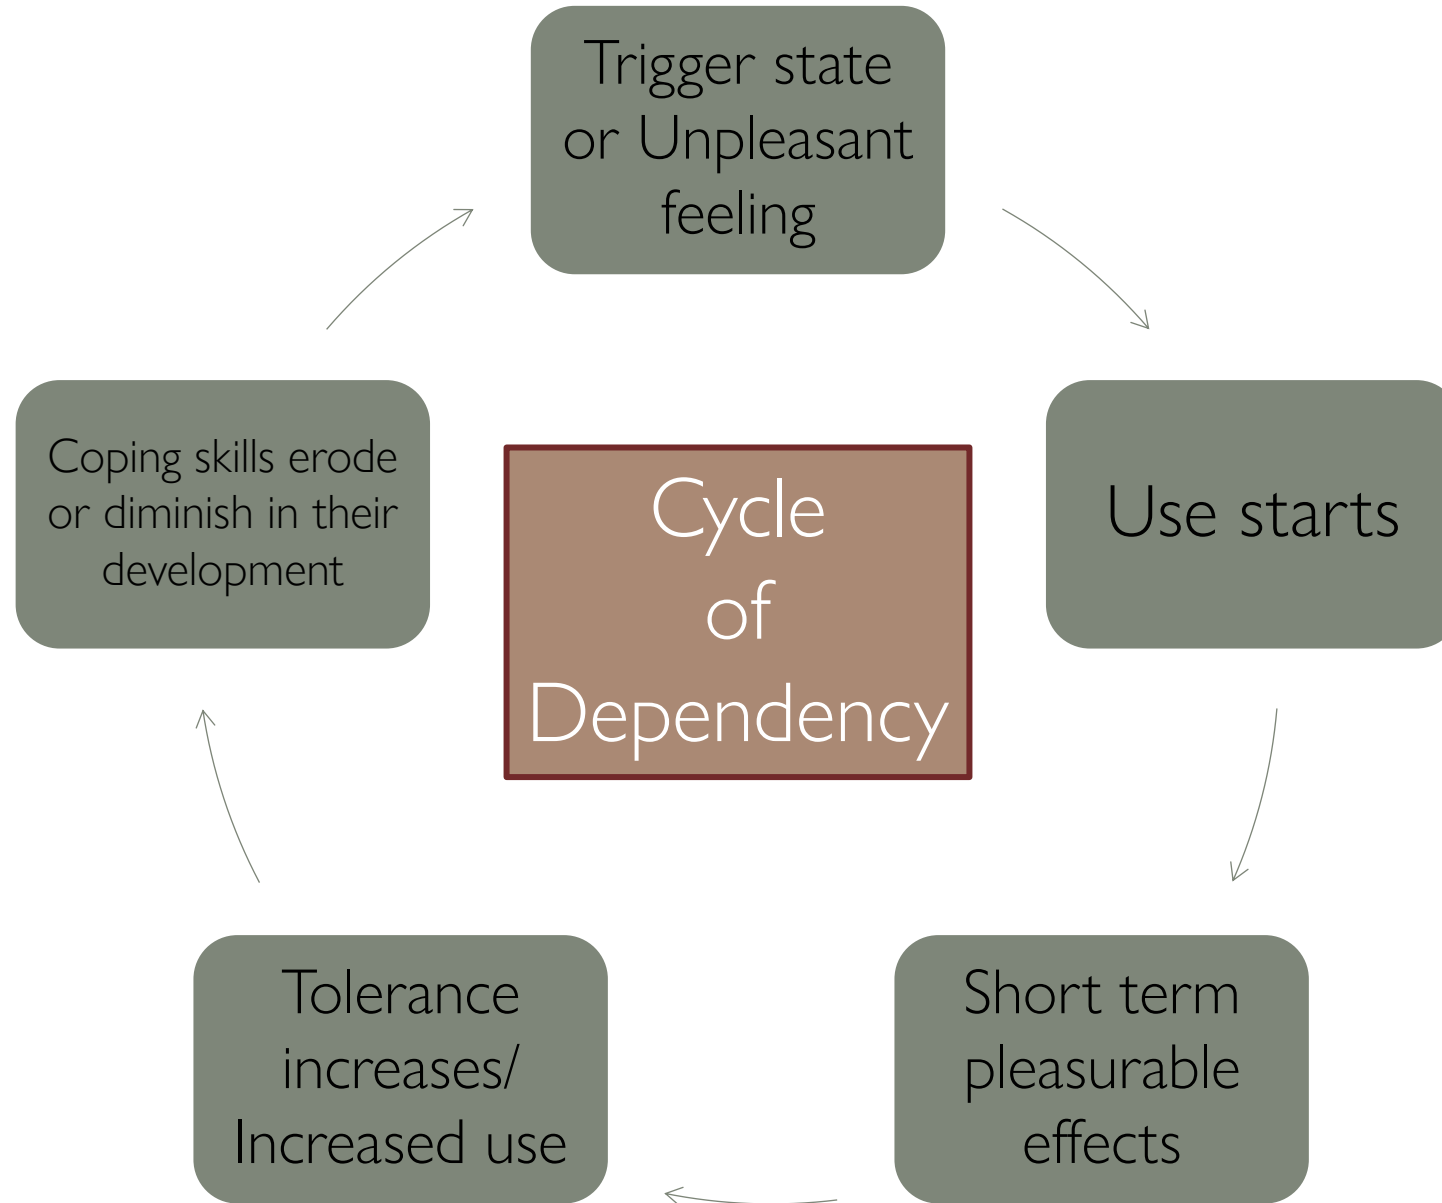 Trigger state
or Unpleasant
feeling
Use starts
Short term
pleasurable
effects
Tolerance
increases/
Increased use
Coping skills erode
or diminish in their
development
Cycle
of
Dependency